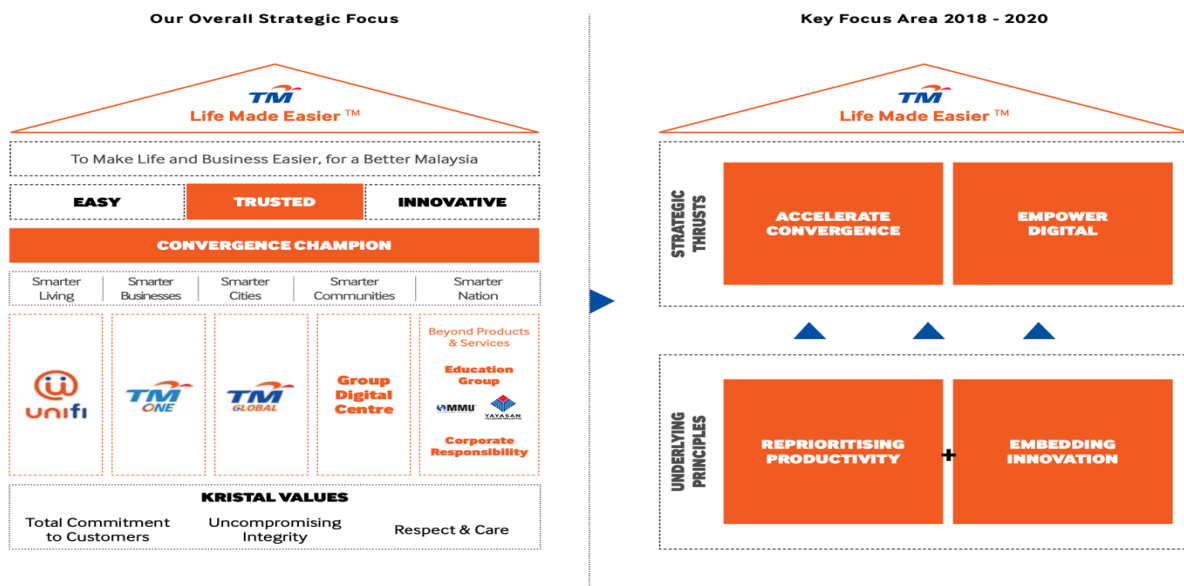 Our Overall Strategic Focus
TM
Life Made Easier ™
To Make Life and Business Easier, for a Better Malaysia
EASY
TRUSTED
INNOVATIVE
CONVERGENCE CHAMPION
Smarter
Living
Smarter
Businesses
Smarter
Cities
Smarter
Communities
Smarter
Nation
unifi
TM
ONE
TM
GLOBAL
Group
Digital
Centre
Beyond Products
& Services
Education
Group
MMU
YAYASAN
Corporate
Responsibility
KRISTAL VALUES
Total Commitment
to Customers
Uncompromising
Integrity
Respect & Care
Key Focus Area 2018 - 2020
TM
Life Made Easier ™
STRATEGIC
THRUSTS
ACCELERATE
CONVERGENCE
EMPOWER
DIGITAL
UNDERLYING
PRINCIPLES
REPRIORITISING
PRODUCTIVITY
+
EMBEDDING
INNOVATION